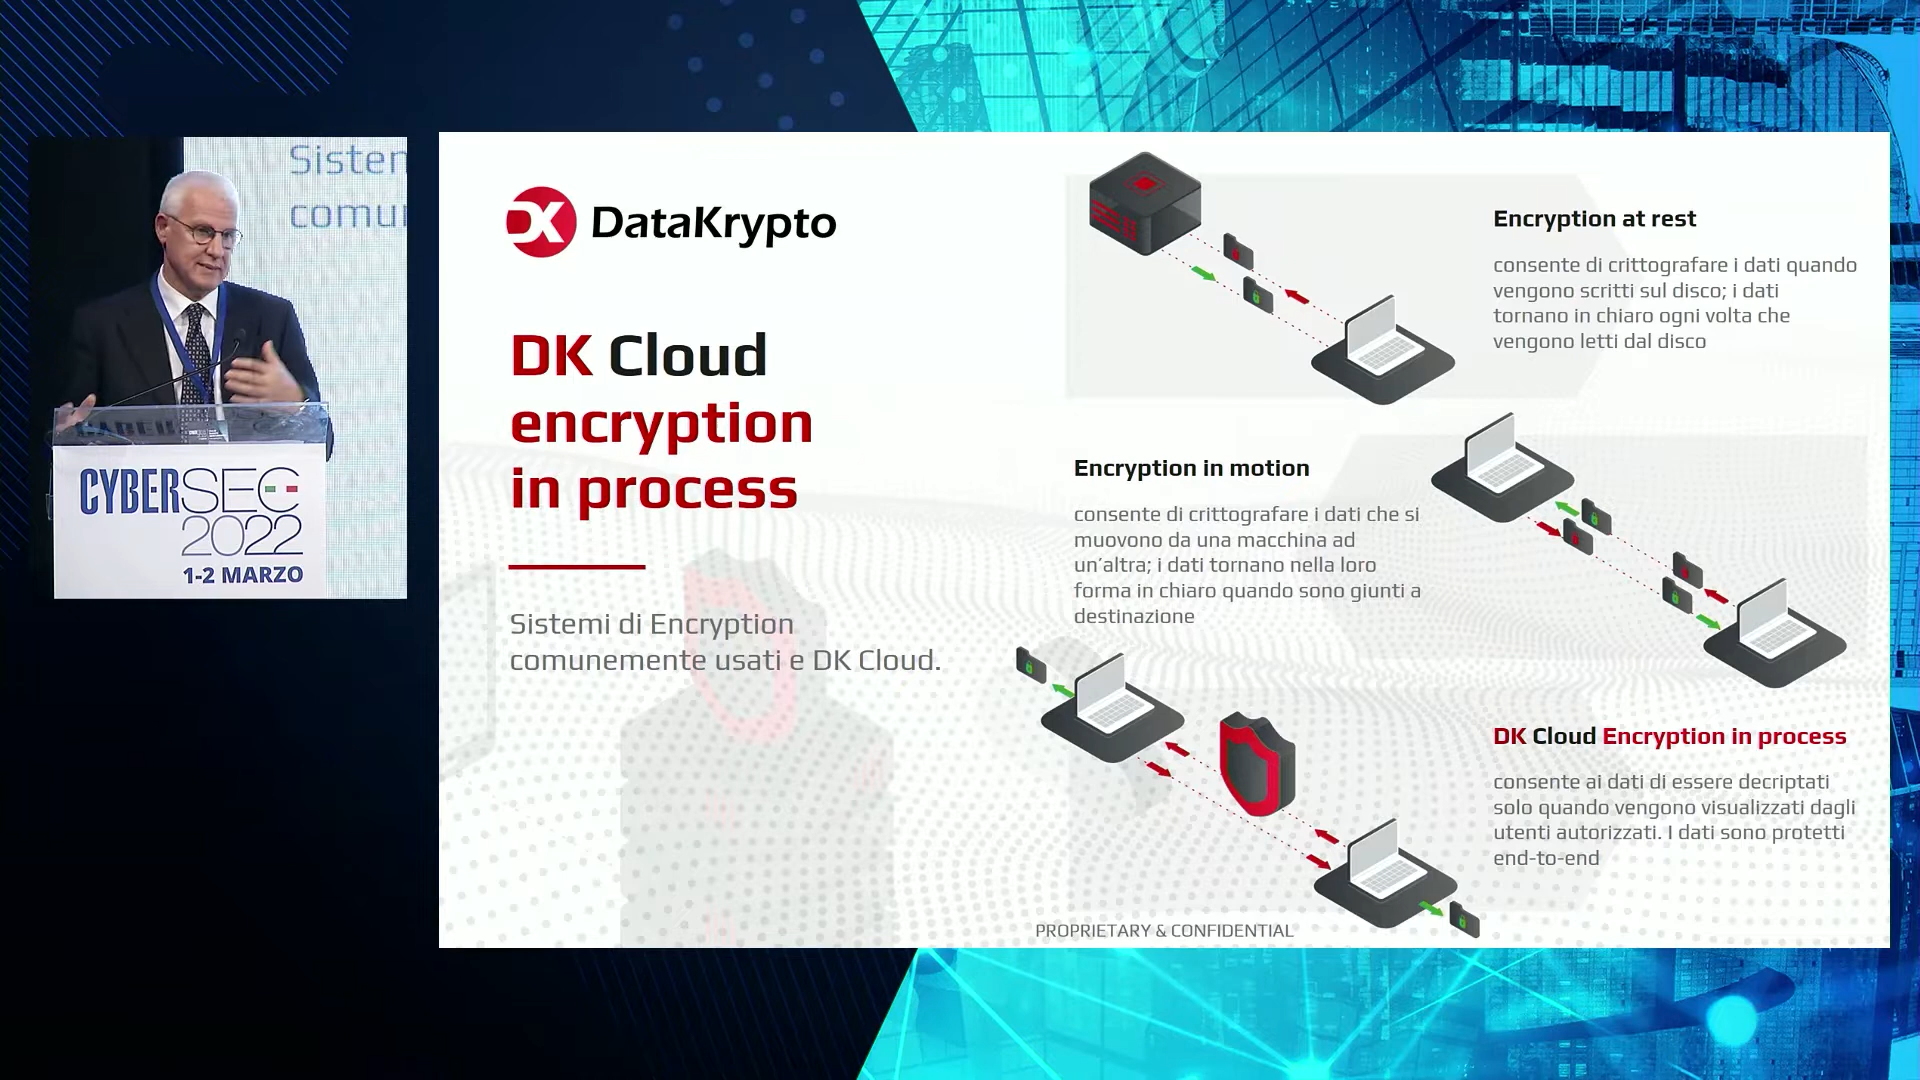 Sistem
comu
CYBERSEC
2022
1-2 MARZO
DK DataKrypto
DK Cloud
encryption
in process
Sistemi di Encryption
comunemente usati e DK Cloud.
Encryption at rest
consente di crittografare i dati quando
vengono scritti sul disco; i dati
tornano in chiaro ogni volta che
vengono letti dal disco
Encryption in motion
consente di crittografare i dati che si
muovono da una macchina ad
un’altra; i dati tornano nella loro
forma in chiaro quando sono giunti a
destinazione
DK Cloud Encryption in process
consente ai dati di essere decriptati
solo quando vengono visualizzati dagli
utenti autorizzati. I dati sono protetti
end-to-end
PROPRIETARY & CONFIDENTIAL